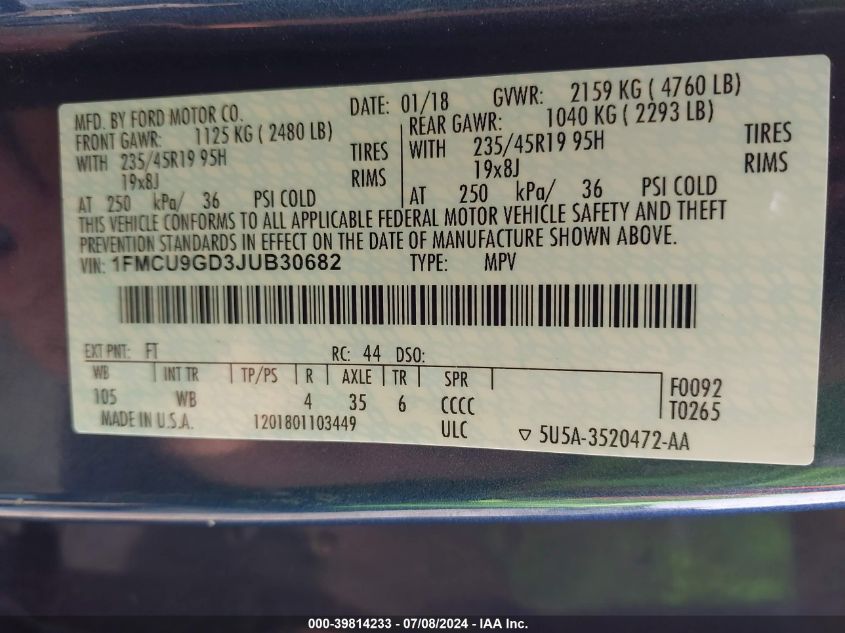 MFD. BY FORD MOTOR CO.
DATE: 01/18 GVWR: 2159 KG ( 4760 LB)
FRONT GAWR: 1125 KG ( 2480 LB)
REAR GAWR: 1040 KG ( 2293 LB)
WITH 235/45R19 95H TIRES
WITH 235/45R19 95H TIRES
19x8J RIMS
19x8J RIMS
AT 250 kPa/ 36 PSI COLD
AT 250 kPa/ 36 PSI COLD
THIS VEHICLE CONFORMS TO ALL APPLICABLE FEDERAL MOTOR VEHICLE SAFETY AND THEFT
PREVENTION STANDARDS IN EFFECT ON THE DATE OF MANUFACTURE SHOWN ABOVE.
VIN: 1FMCU9GD3JUB30682 TYPE: MPV
EXT PNT: FT RC: 44 DSO:
WB INT TR TP/PS R AXLE TR SPR
105 WB 4 35 6 CCCC
F0092
T0265
MADE IN U.S.A. 1201801103449 ULC ▽ 5U5A-3520472-AA
000-39814233 - 07/08/2024 - IAA Inc.